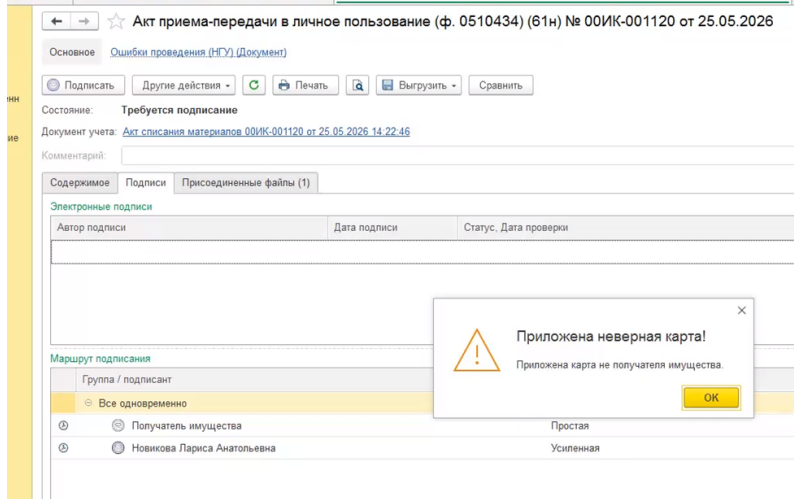 Акт приема-передачи в личное пользование (ф. 0510434) (61н) № 00ИК-001120 от 25.05.2026
Основное Ошибки проведения (НГУ) (Документ)
Подписать Другие действия Печать Выгрузить Сравнить
нн
Состояние: Требуется подписание
ие
Документ учета: Акт списания материалов 00ИК-001120 от 25.05.2026 14:22:46
Комментарий:
Содержимое Подписи Присоединенные файлы (1)
Электронные подписи
Автор подписи Дата подписи Статус, Дата проверки
Приложена неверная карта!
Приложена карта не получателя имущества.
ОК
Маршрут подписания
Группа / подписант
Все одновременно
Получатель имущества Простая
Новикова Лариса Анатольевна Усиленная